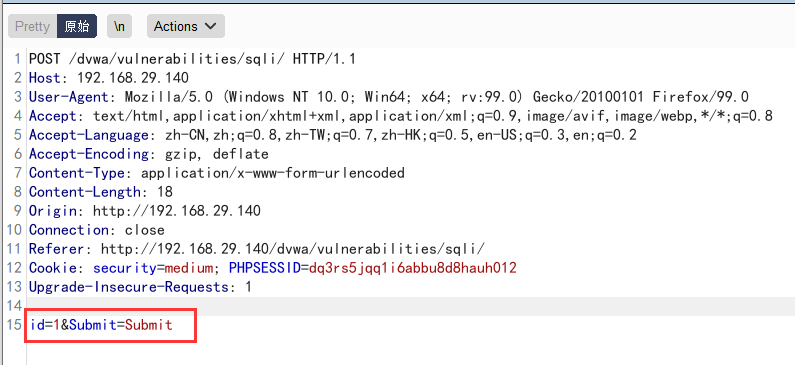 Pretty 原始 \n Actions
1 POST /dvwa/vulnerabilities/sqli/ HTTP/1.1
2 Host: 192.168.29.140
3 User-Agent: Mozilla/5.0 (Windows NT 10.0; Win64; x64; rv:99.0) Gecko/20100101 Firefox/99.0
4 Accept: text/html,application/xhtml+xml,application/xml;q=0.9,image/avif,image/webp,*/*;q=0.8
5 Accept-Language: zh-CN,zh;q=0.8,zh-TW;q=0.7,zh-HK;q=0.5,en-US;q=0.3,en;q=0.2
6 Accept-Encoding: gzip, deflate
7 Content-Type: application/x-www-form-urlencoded
8 Content-Length: 18
9 Origin: http://192.168.29.140
10 Connection: close
11 Referer: http://192.168.29.140/dvwa/vulnerabilities/sqli/
12 Cookie: security=medium; PHPSESSID=dq3rs5jqq1i6abbu8d8hauh012
13 Upgrade-Insecure-Requests: 1
14
15 id=1&Submit=Submit